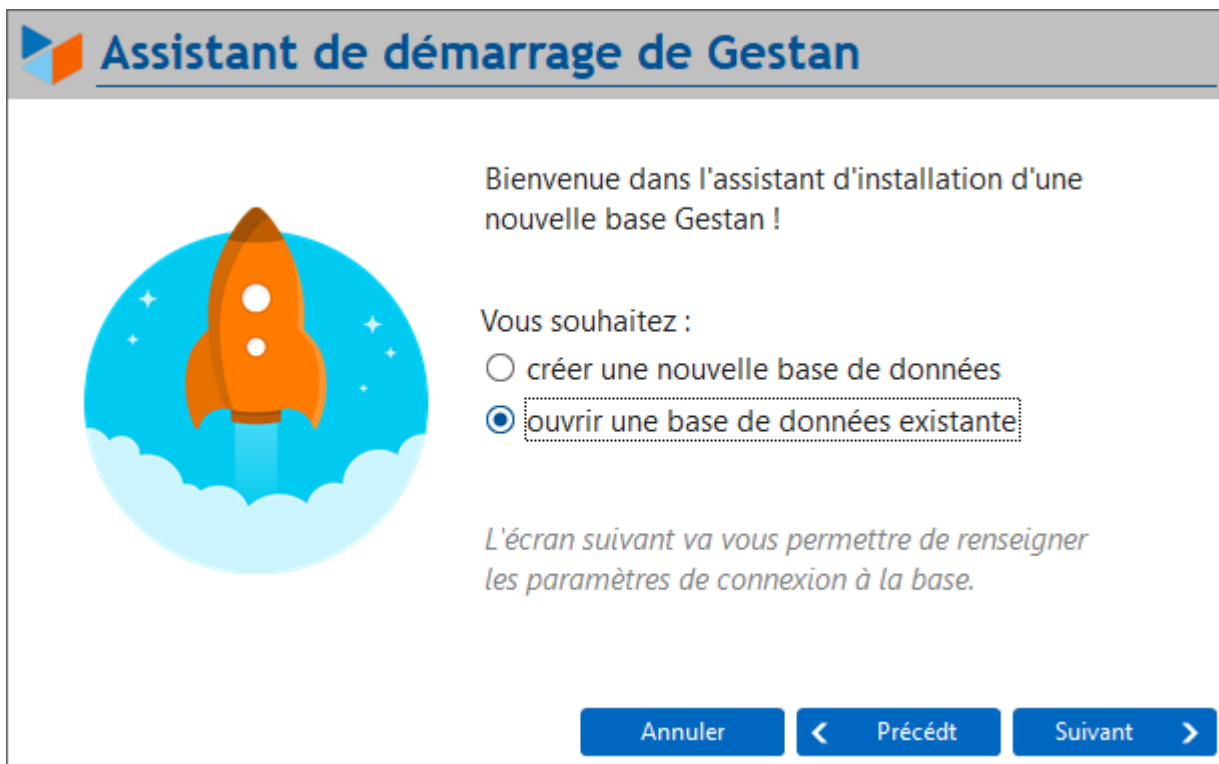 Assistant de démarrage de Gestan
Bienvenue dans l'assistant d'installation d'une
nouvelle base Gestan !
Vous souhaitez :
créer une nouvelle base de données
ouvrir une base de données existante
L'écran suivant va vous permettre de renseigner
les paramètres de connexion à la base.
Annuler
Précédt
Suivant